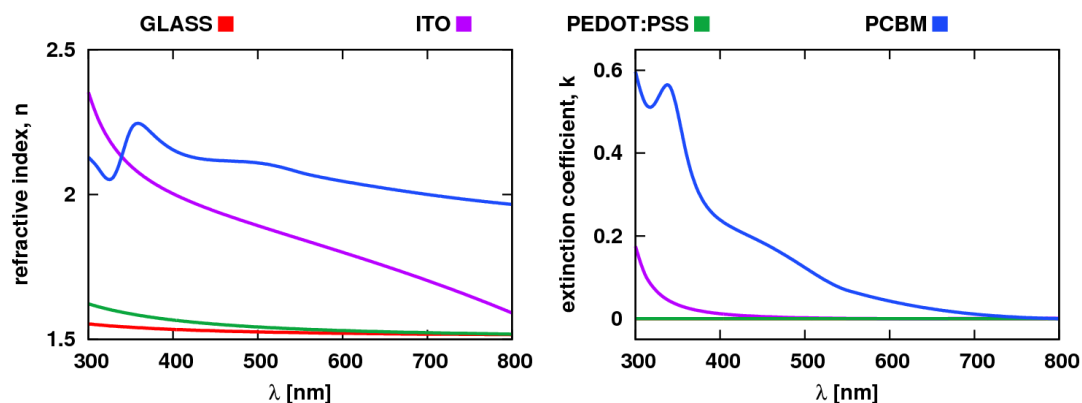 GLASS ITO PEDOT:PSS PCBM
refractive index, n
2.5
2
1.5
300 400 500 600 700 800
λ [nm]
extinction coefficient, k
0.6
0.4
0.2
0
300 400 500 600 700 800
λ [nm]